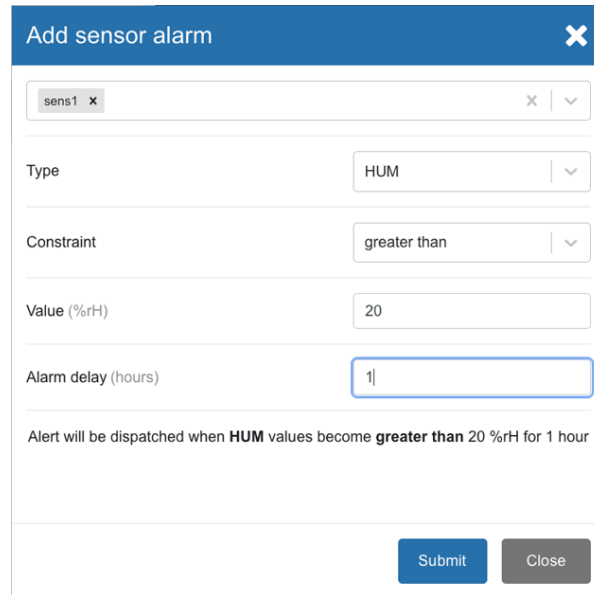 Add sensor alarm
sens1
Type
HUM
Constraint
greater than
Value (%rH)
20
Alarm delay (hours)
1
Alert will be dispatched when HUM values become greater than 20 %rH for 1 hour
Submit
Close